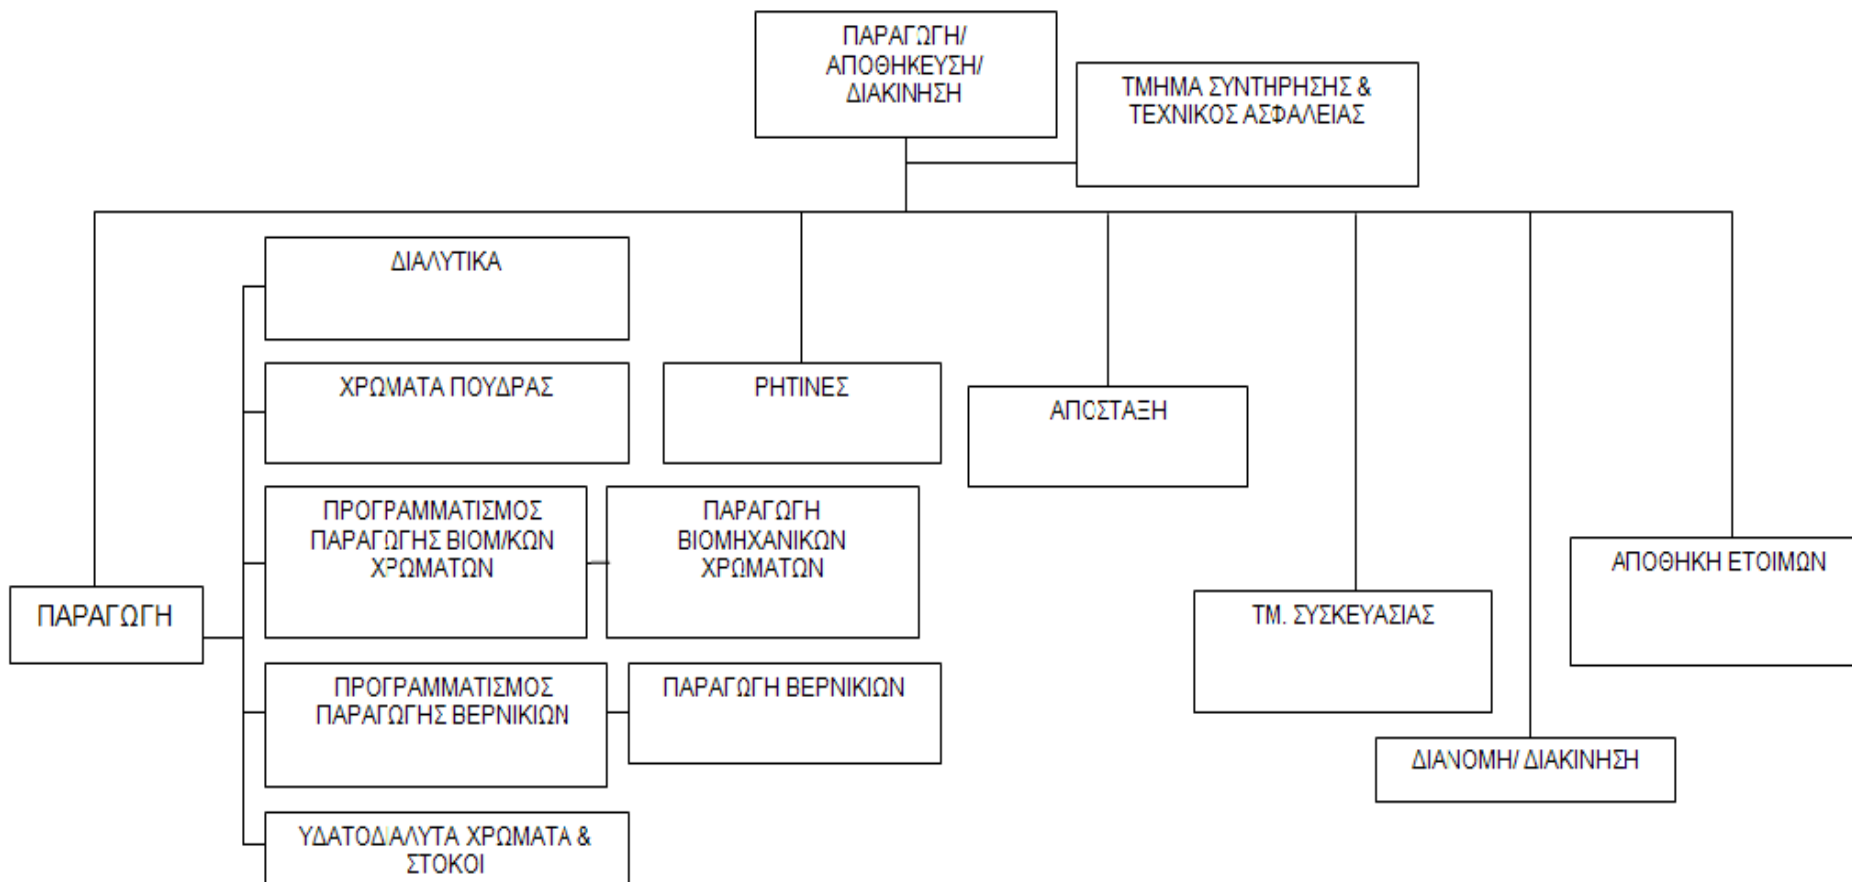 ΠΑΡΑΓΩΓΗ/
ΑΠΟΘΗΚΕΥΣΗ/
ΔΙΑΚΙΝΗΣΗ
ΤΜΗΜΑ ΣΥΝΤΗΡΗΣΗΣ &
ΤΕΧΝΙΚΟΣ ΑΣΦΑΛΕΙΑΣ
ΠΑΡΑΓΩΓΗ
ΔΙΑΛΥΤΙΚΑ
ΧΡΩΜΑΤΑ ΠΟΥΔΡΑΣ
ΠΡΟΓΡΑΜΜΑΤΙΣΜΟΣ
ΠΑΡΑΓΩΓΗΣ ΒΙΟΜ/ΚΩΝ
ΧΡΩΜΑΤΩΝ
ΠΑΡΑΓΩΓΗ
ΒΙΟΜΗΧΑΝΙΚΩΝ
ΧΡΩΜΑΤΩΝ
ΠΡΟΓΡΑΜΜΑΤΙΣΜΟΣ
ΠΑΡΑΓΩΓΗΣ ΒΕΡΝΙΚΙΩΝ
ΠΑΡΑΓΩΓΗ ΒΕΡΝΙΚΙΩΝ
ΥΔΑΤΟΔΙΑΛΥΤΑ ΧΡΩΜΑΤΑ &
ΣΤΟΚΟΙ
ΡΗΤΙΝΕΣ
ΑΠΟΣΤΑΞΗ
ΤΜ. ΣΥΣΚΕΥΑΣΙΑΣ
ΔΙΑΝΟΜΗ/ ΔΙΑΚΙΝΗΣΗ
ΑΠΟΘΗΚΗ ΕΤΟΙΜΩΝ